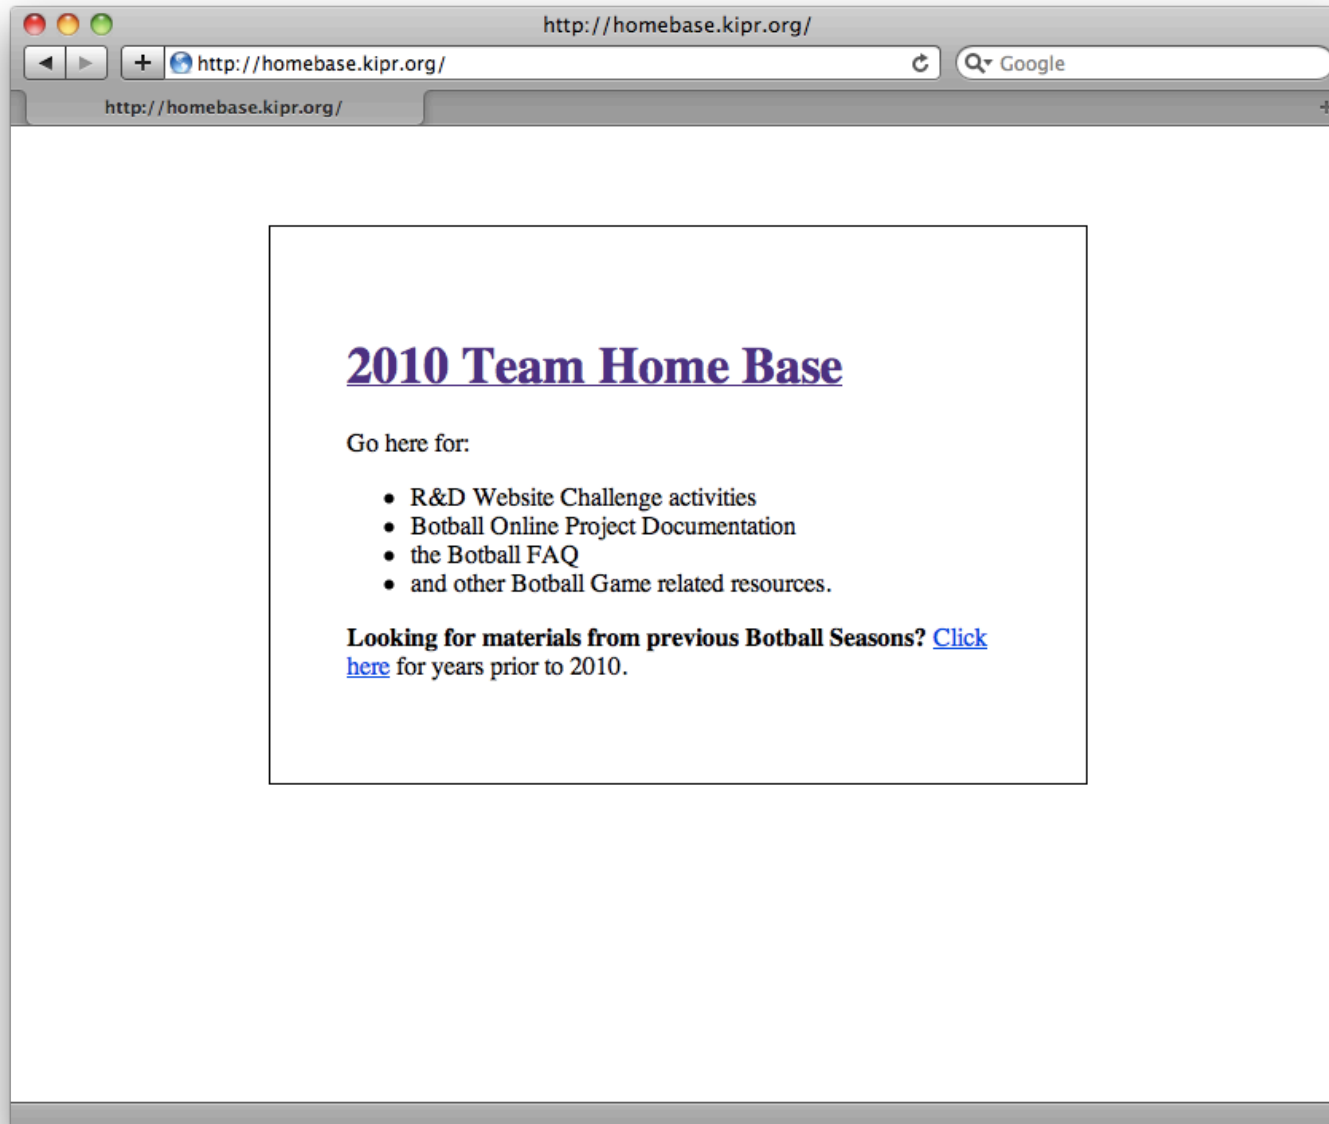 http://homebase.kipr.org/
http://homebase.kipr.org/
Google
http://homebase.kipr.org/
2010 Team Home Base
Go here for:
• R&D Website Challenge activities
• Botball Online Project Documentation
• the Botball FAQ
• and other Botball Game related resources.
Looking for materials from previous Botball Seasons? Click
here for years prior to 2010.